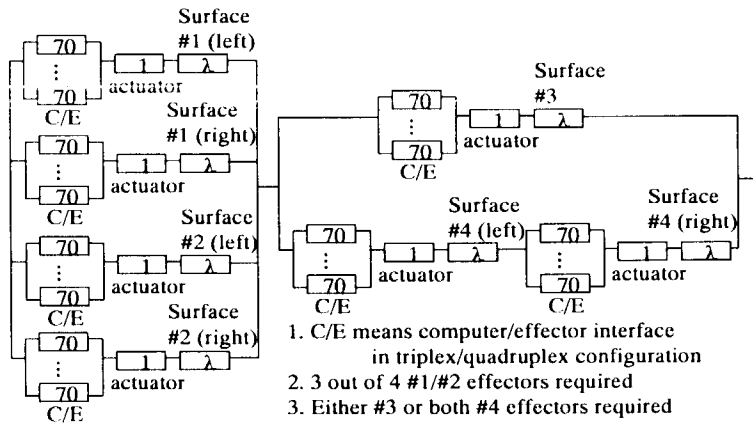 Surface
#1 (left)
70
⋮
70
C/E
1
actuator
λ
Surface
#1 (right)
70
⋮
70
C/E
1
actuator
λ
Surface
#2 (left)
70
⋮
70
C/E
1
actuator
λ
Surface
#2 (right)
70
⋮
70
C/E
1
actuator
λ
Surface
#3
70
⋮
70
C/E
1
actuator
λ
Surface
#4 (left)
70
⋮
70
C/E
1
actuator
λ
Surface
#4 (right)
70
⋮
70
C/E
1
actuator
λ
1. C/E means computer/effector interface
in triplex/quadruplex configuration
2. 3 out of 4 #1/#2 effectors required
3. Either #3 or both #4 effectors required